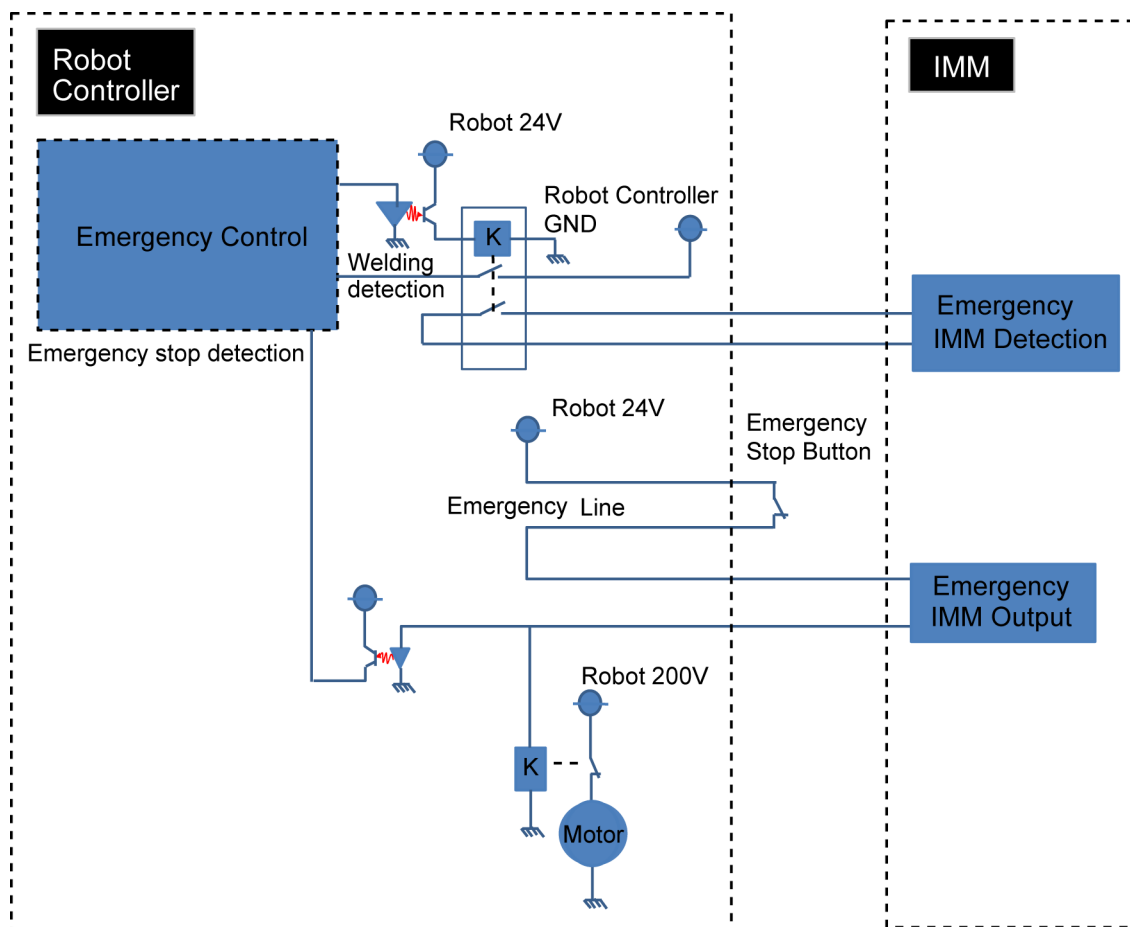 Robot
Controller
IMM
Robot 24V
Emergency Control
Robot Controller
GND
K
Welding
detection
Emergency stop detection
Emergency
IMM Detection
Robot 24V
Emergency
Stop Button
Emergency Line
Emergency
IMM Output
Robot 200V
K
Motor